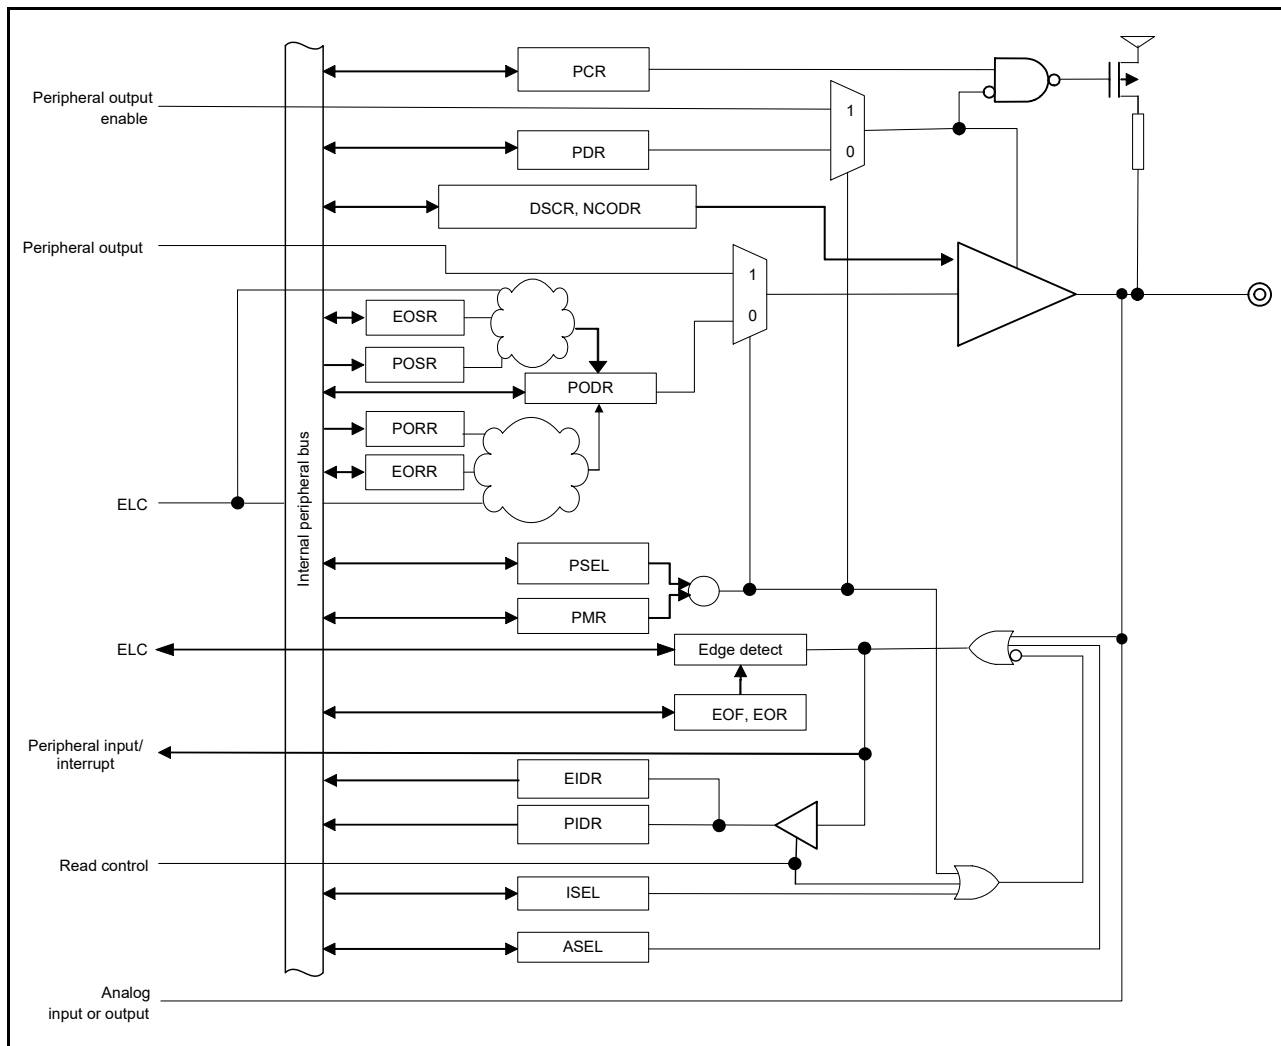 PCR
Peripheral output
enable
1
PDR
0
DSCR, NCODR
Peripheral output
1
EOSR
0
POSR
PODR
PORR
EORR
Internal peripheral bus
ELC
PSEL
PMR
ELC
Edge detect
EOF, EOR
Peripheral input/
interrupt
EIDR
PIDR
Read control
ISEL
ASEL
Analog
input or output